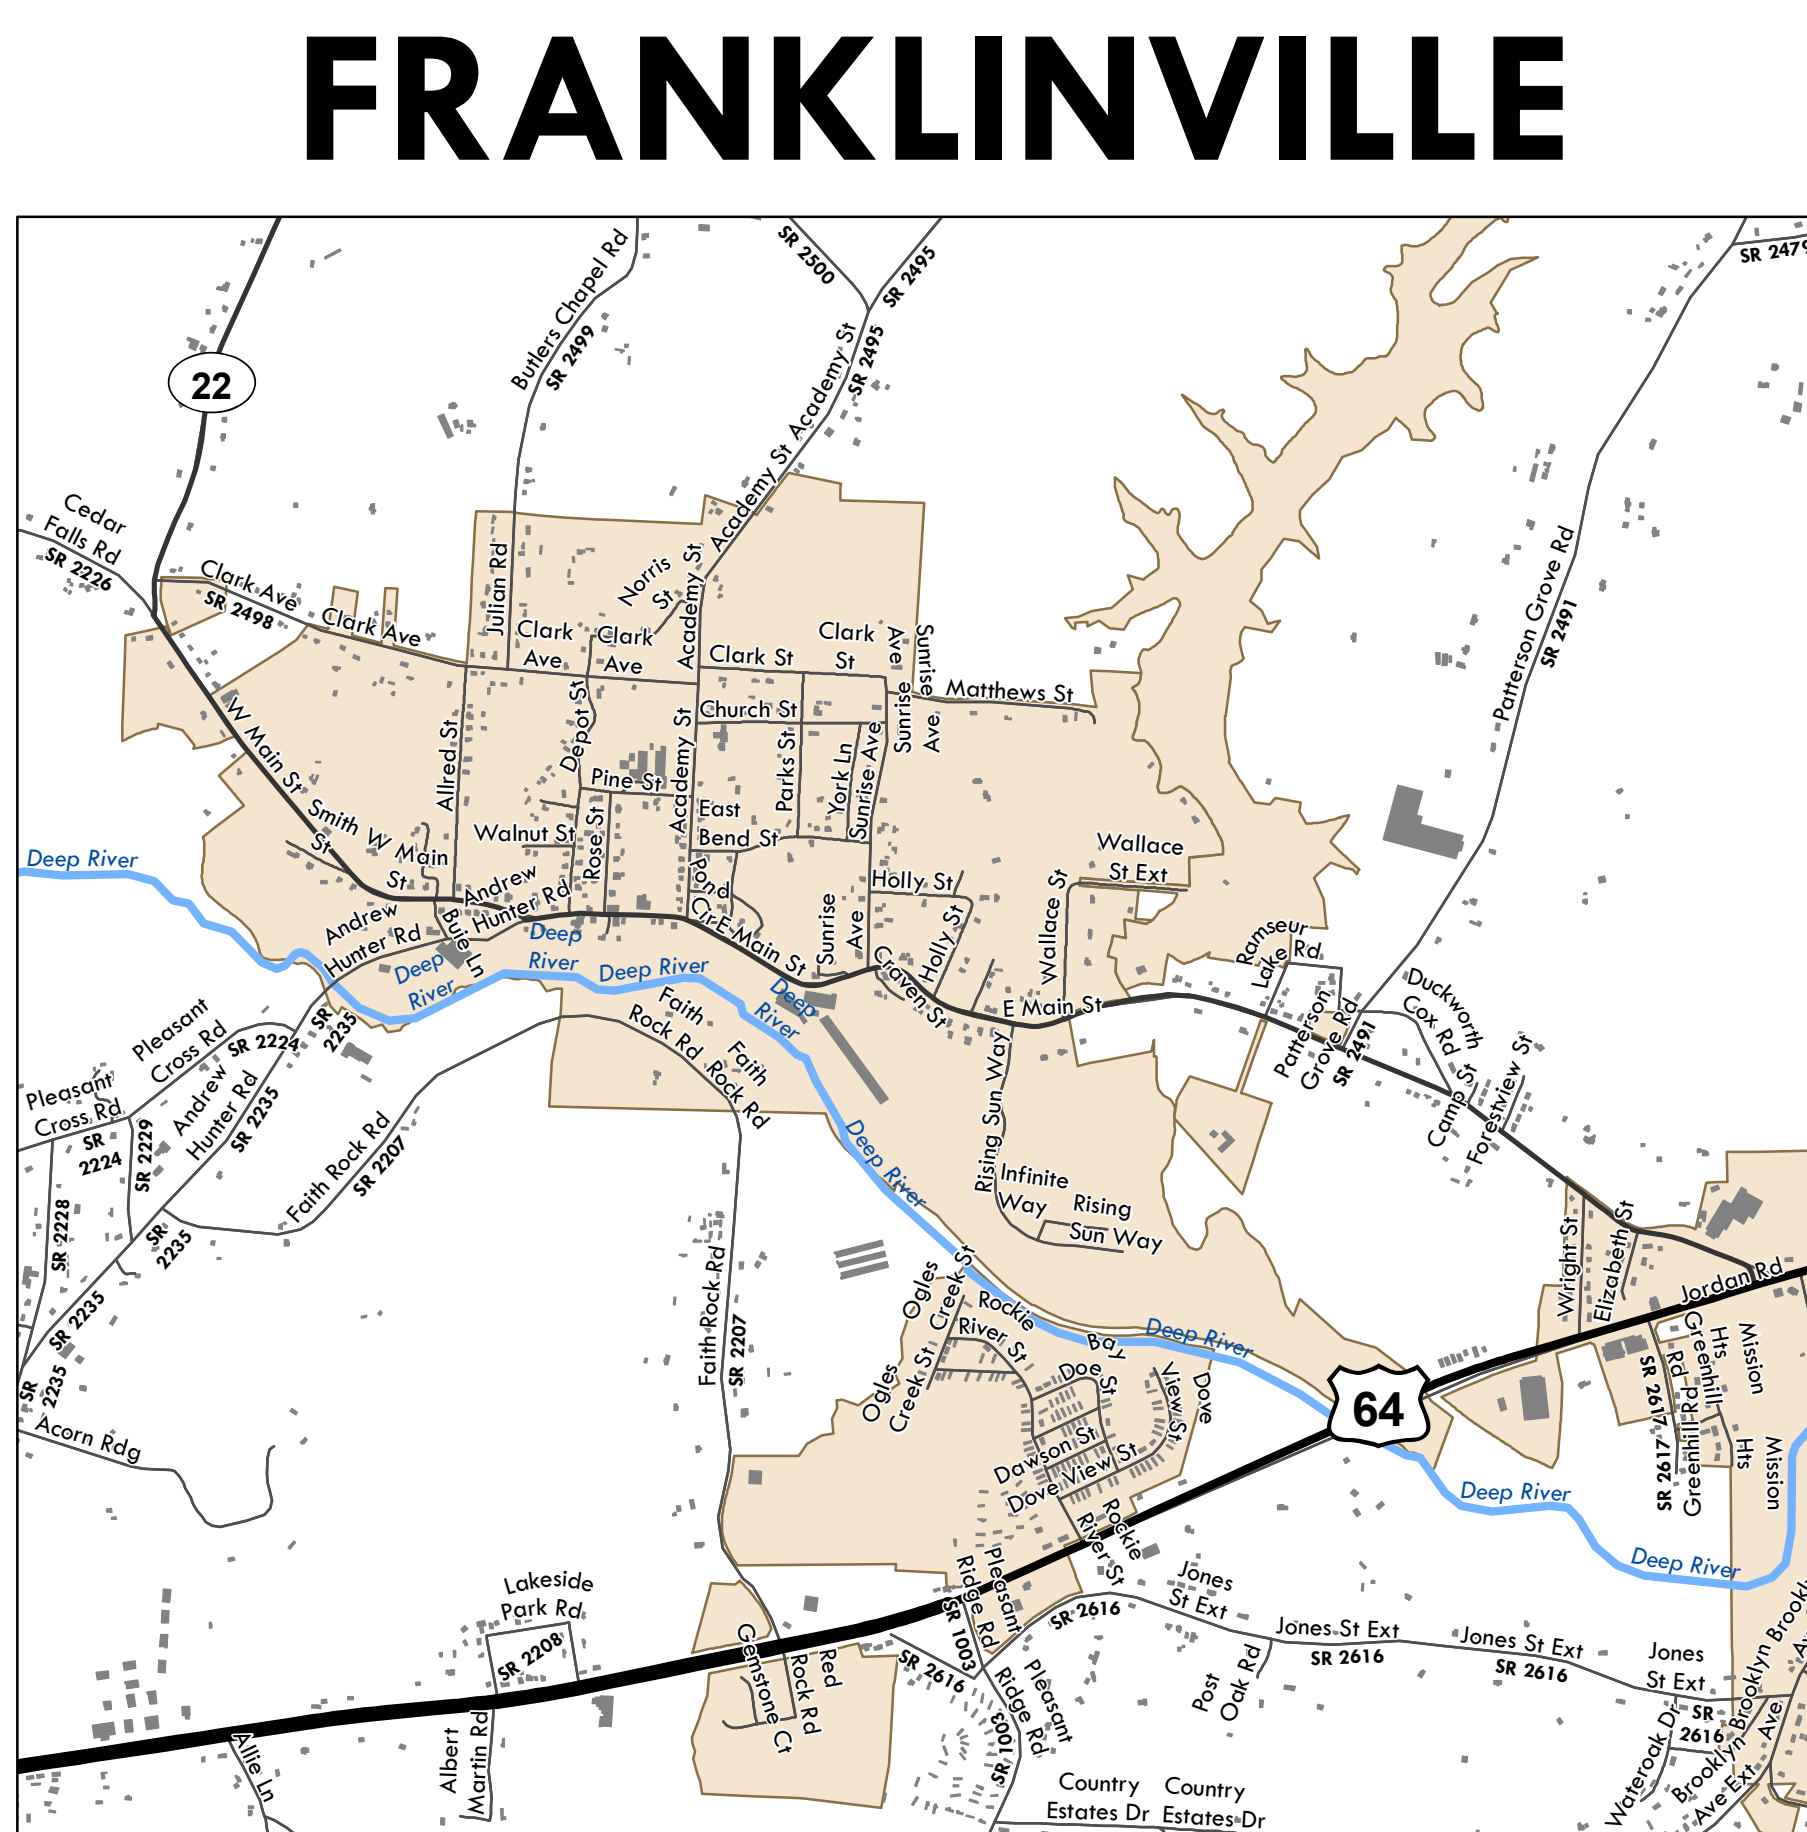 FRANKLINVILLE
SR 2500
SR 2495
SR 2479
Butlers Chapel Rd
SR 2499
Academy St
SR 2495
22
Academy St
Cedar
Falls Rd
SR 2226
Clark Ave
SR 2498
Clark Ave
Julian Rd
Norris
St
Academy St
Clark
Ave
Clark
Ave
Clark St
Clark
St
Sunrise
Ave
Sunrise
Ave
Matthews St
Patterson Grove Rd
SR 2491
W Main St
Allred St
Depot St
Church St
Academy St
Parks St
York Ln
Sunrise Ave
Pine St
East
Bend St
Smith
St
W Main
St
Walnut St
Rose St
Pond
Cir
Wallace
St Ext
Deep River
Andrew
Hunter Rd
Andrew
Hunter Rd
Buie Ln
Holly St
Holly St
Sunrise
Ave
Wallace St
E Main St
Deep
River
Deep
River
Deep River
Deep
River
Craven St
E Main St
Ramseur
Lake Rd
Patterson
Grove Rd
SR 2491
Duckworth
Cox Rd
Camp St
Forestview St
Pleasant
Cross Rd
SR 2224
SR
2235
Faith
Rock Rd
Faith
Rock Rd
Rising Sun Way
Pleasant
Cross Rd
SR
2224
SR 2229
Andrew
Hunter Rd
SR 2235
Faith Rock Rd
SR 2207
Deep River
Infinite
Way
Rising
Sun Way
SR 2228
SR
2235
SR 2235
SR
2235
Acorn Rdg
Faith Rock Rd
SR 2207
Ogles
Creek St
Ogles
Creek St
Rockie
River St
Bay
Doe
St
Deep River
Dove
View St
Dawson St
Dove View St
Rockie
River St
Wright St
Elizabeth St
Jordan Rd
64
Greenhill
Rd
SR 2617
Mission
Hts
Greenhill Rd
SR 2617
Mission
Hts
Deep River
Deep River
Lakeside
Park Rd
SR 2208
Pleasant
Ridge Rd
SR 1003
SR 2616
Jones
St Ext
Jones St Ext
SR 2616
Jones St Ext
SR 2616
Jones
St Ext
SR
2616
Gemstone Ct
Red
Rock Rd
SR 2616
Pleasant
Ridge Rd
SR 1003
Post
Oak Rd
Allie Ln
Albert
Martin Rd
Country
Estates Dr
Country
Estates Dr
Wateroak Dr
Brooklyn
Ave Ext
Brooklyn
Ave
Brooklyn